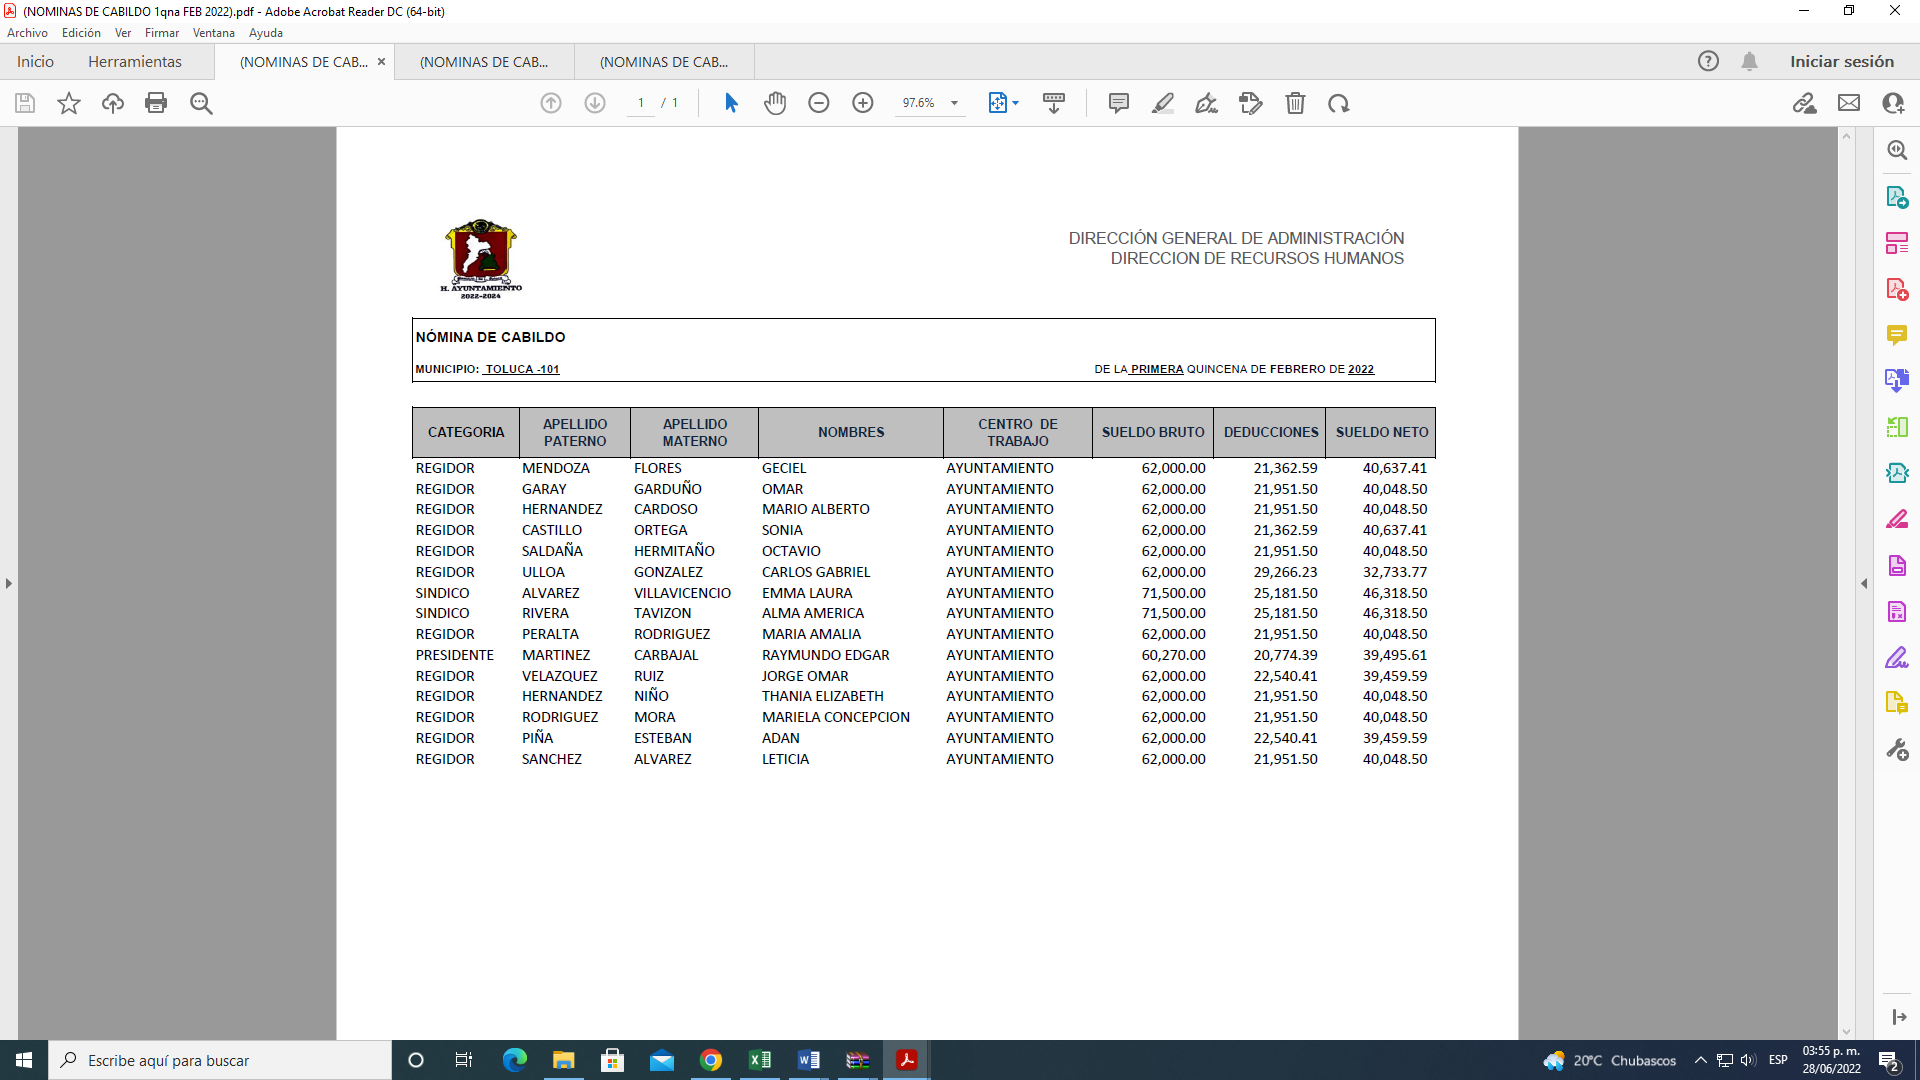 (NOMINAS DE CABILDO 1qna FEB 2022).pdf - Adobe Acrobat Reader DC (64-bit)
Archivo Edición Ver Firmar Ventana Ayuda
Inicio Herramientas (NOMINAS DE CAB... × (NOMINAS DE CAB... (NOMINAS DE CAB... Iniciar sesión
1 / 1 97.6%
DIRECCIÓN GENERAL DE ADMINISTRACIÓN
DIRECCION DE RECURSOS HUMANOS
H. AYUNTAMIENTO
2022-2024
NÓMINA DE CABILDO
MUNICIPIO: TOLUCA -101 DE LA PRIMERA QUINCENA DE FEBRERO DE 2022
CATEGORIA APELLIDO PATERNO APELLIDO MATERNO NOMBRES CENTRO DE TRABAJO SUELDO BRUTO DEDUCCIONES SUELDO NETO
REGIDOR MENDOZA FLORES GECIEL AYUNTAMIENTO 62,000.00 21,362.59 40,637.41
REGIDOR GARAY GARDUÑO OMAR AYUNTAMIENTO 62,000.00 21,951.50 40,048.50
REGIDOR HERNANDEZ CARDOSO MARIO ALBERTO AYUNTAMIENTO 62,000.00 21,951.50 40,048.50
REGIDOR CASTILLO ORTEGA SONIA AYUNTAMIENTO 62,000.00 21,362.59 40,637.41
REGIDOR SALDAÑA HERMITAÑO OCTAVIO AYUNTAMIENTO 62,000.00 21,951.50 40,048.50
REGIDOR ULLOA GONZALEZ CARLOS GABRIEL AYUNTAMIENTO 62,000.00 29,266.23 32,733.77
SINDICO ALVAREZ VILLAVICENCIO EMMA LAURA AYUNTAMIENTO 71,500.00 25,181.50 46,318.50
SINDICO RIVERA TAVIZON ALMA AMERICA AYUNTAMIENTO 71,500.00 25,181.50 46,318.50
REGIDOR PERALTA RODRIGUEZ MARIA AMALIA AYUNTAMIENTO 62,000.00 21,951.50 40,048.50
PRESIDENTE MARTINEZ CARBAJAL RAYMUNDO EDGAR AYUNTAMIENTO 60,270.00 20,774.39 39,495.61
REGIDOR VELAZQUEZ RUIZ JORGE OMAR AYUNTAMIENTO 62,000.00 22,540.41 39,459.59
REGIDOR HERNANDEZ NIÑO THANIA ELIZABETH AYUNTAMIENTO 62,000.00 21,951.50 40,048.50
REGIDOR RODRIGUEZ MORA MARIELA CONCEPCION AYUNTAMIENTO 62,000.00 21,951.50 40,048.50
REGIDOR PIÑA ESTEBAN ADAN AYUNTAMIENTO 62,000.00 22,540.41 39,459.59
REGIDOR SANCHEZ ALVAREZ LETICIA AYUNTAMIENTO 62,000.00 21,951.50 40,048.50
Escribe aquí para buscar 20°C Chubascos ESP 03:55 p. m.
28/06/2022 2